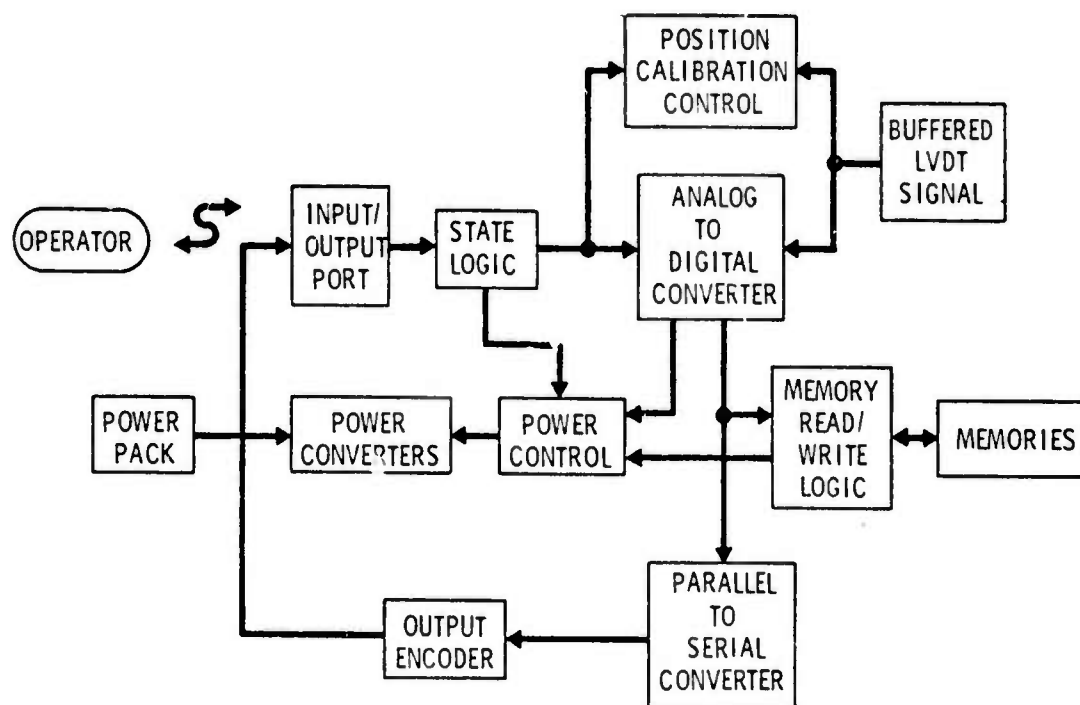 POSITION
CALIBRATION
CONTROL
BUFFERED
LVDT
SIGNAL
OPERATOR
INPUT/
OUTPUT
PORT
STATE
LOGIC
ANALOG
TO
DIGITAL
CONVERTER
POWER
PACK
POWER
CONVERTERS
POWER
CONTROL
MEMORY
READ/
WRITE
LOGIC
MEMORIES
OUTPUT
ENCODER
PARALLEL
TO
SERIAL
CONVERTER